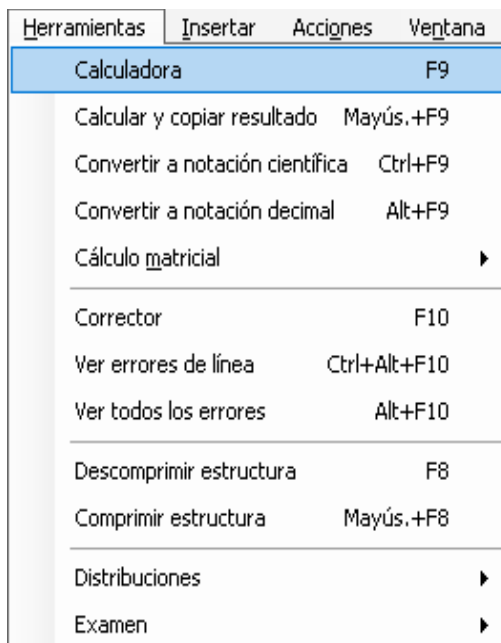 Herramientas Insertar Acciones Ventana
Calculadora F9
Calcular y copiar resultado Mayús.+F9
Convertir a notación científica Ctrl+F9
Convertir a notación decimal Alt+F9
Cálculo matricial
Corrector F10
Ver errores de línea Ctrl+Alt+F10
Ver todos los errores Alt+F10
Descomprimir estructura F8
Comprimir estructura Mayús.+F8
Distribuciones
Examen